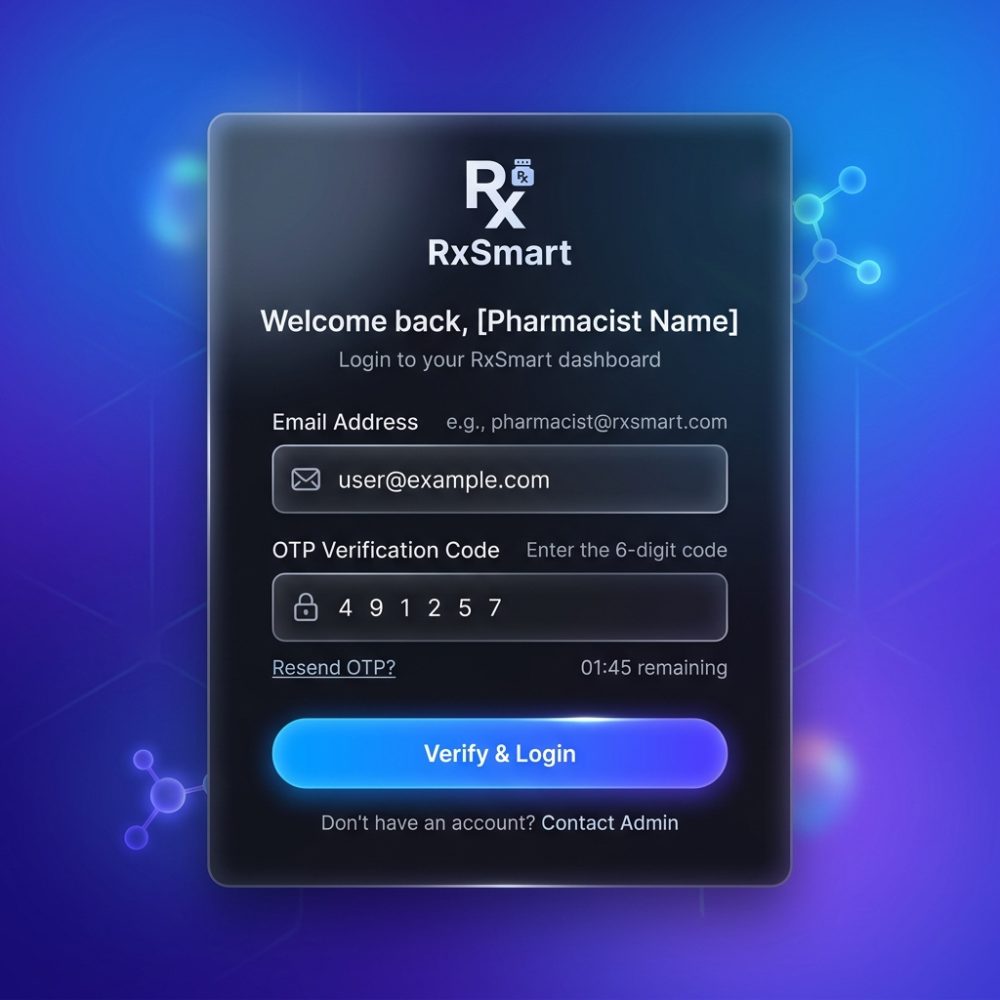 Rx
Rx
RxSmart
Welcome back, [Pharmacist Name]
Login to your RxSmart dashboard
Email Address e.g., pharmacist@rxsmart.com
user@example.com
OTP Verification Code Enter the 6-digit code
4 9 1 2 5 7
Resend OTP? 01:45 remaining
Verify & Login
Don't have an account? Contact Admin